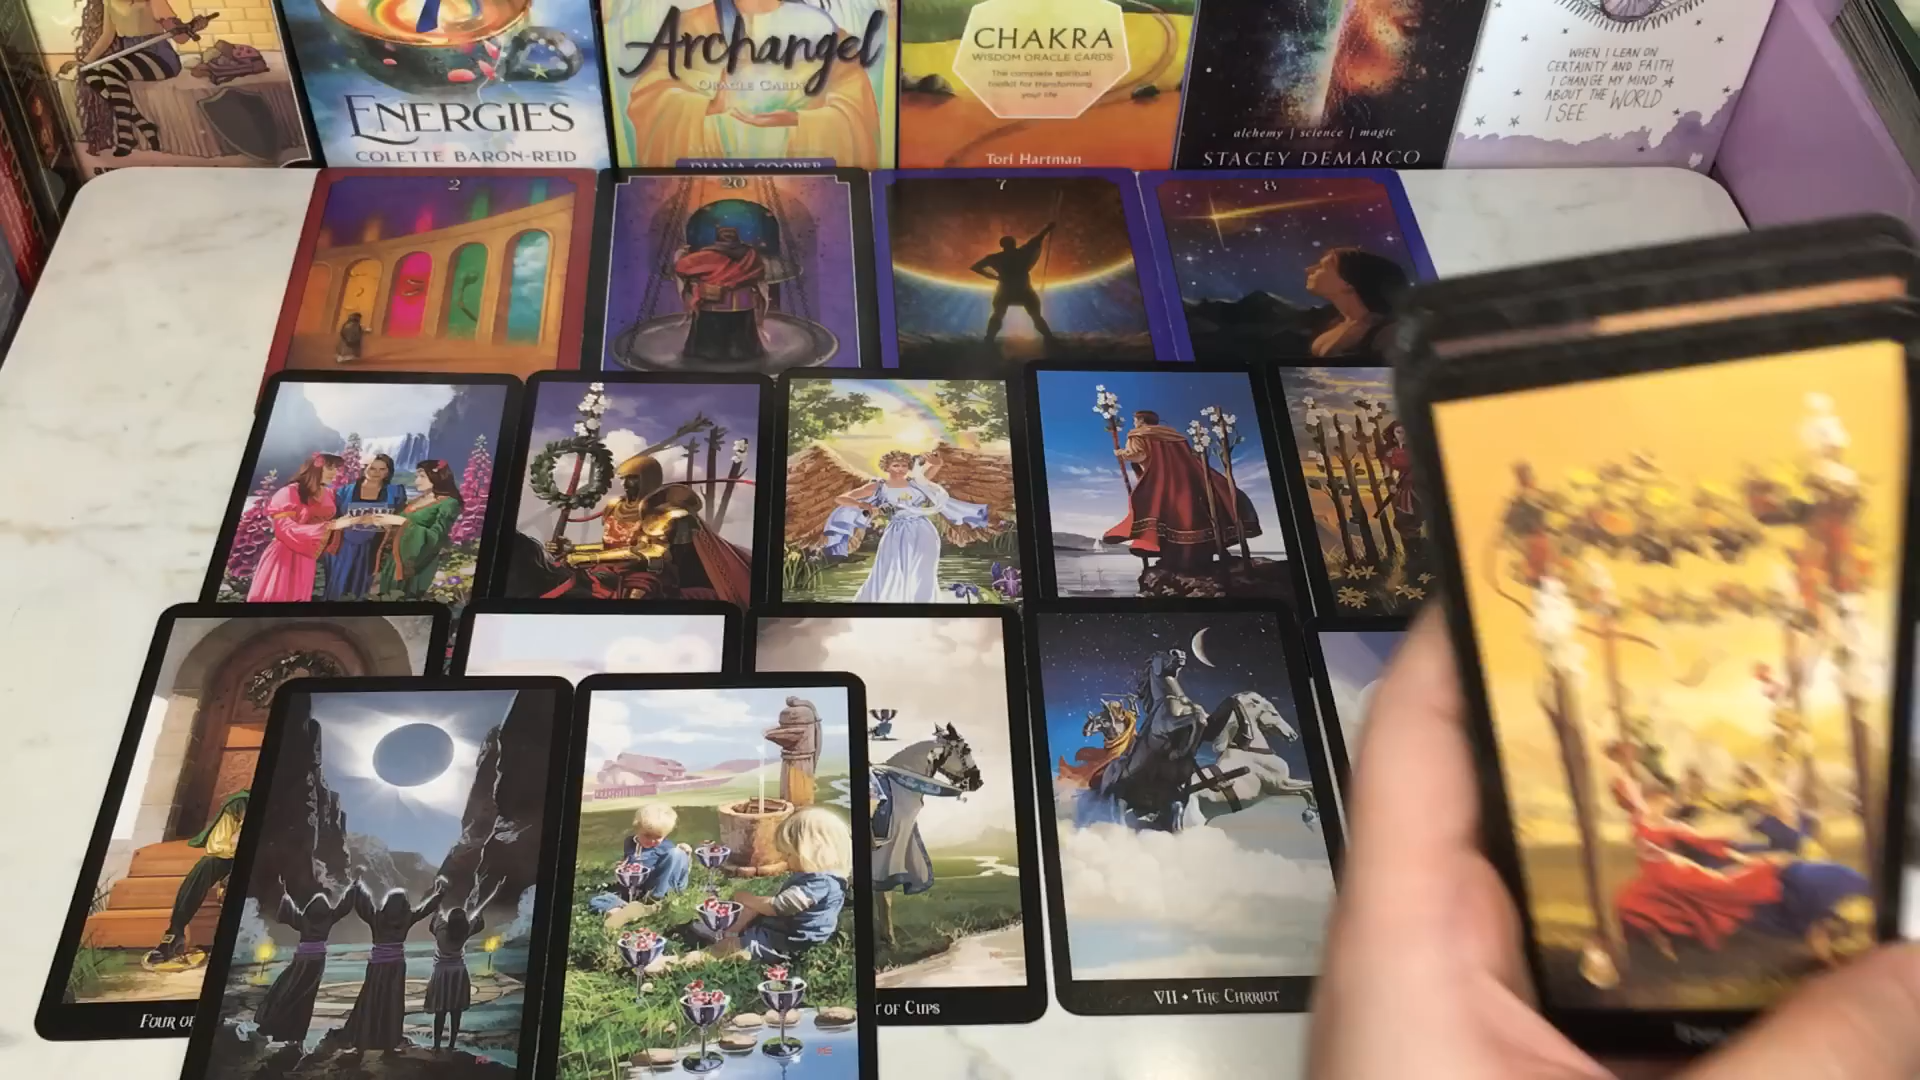 ENERGIES
COLETTE BARON-REID
Archangel
ORACLE CARDS
DIANA COOPER
CHAKRA
WISDOM ORACLE CARDS
The complete spiritual
toolkit for transforming
your life
Tori Hartman
alchemy | science | magic
STACEY DEMARCO
WHEN I LEAN ON
CERTAINTY AND FAITH
I CHANGE MY MIND
ABOUT THE WORLD
I SEE.
2
20
7
8
FOUR OF
OF CUPS
VII • THE CHARIOT